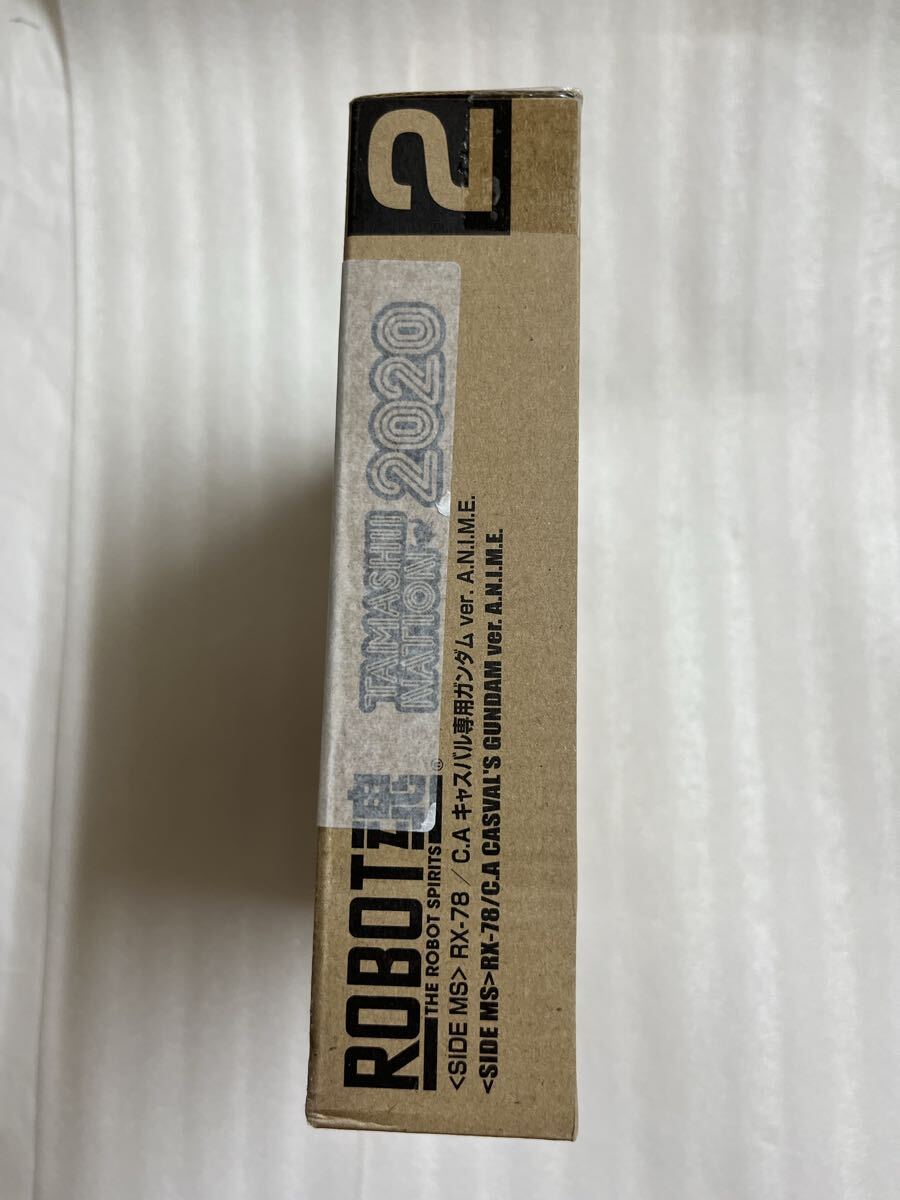 2
TAMASHII
NATION
2020
ROBOT魂
THE ROBOT SPIRITS
®
<SIDE MS> RX-78 / C.A キャスバル専用ガンダム ver. A.N.I.M.E.
<SIDE MS>RX-78/C.A CASVAL'S GUNDAM ver. A.N.I.M.E.